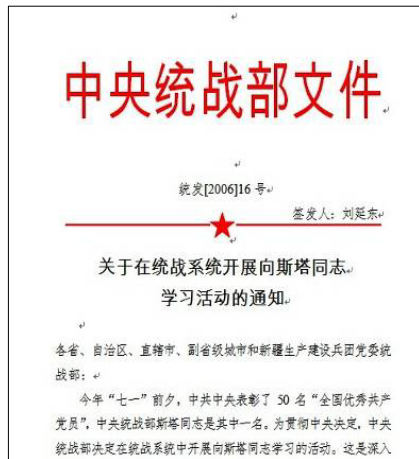 中央统战部文件
统发[2006]16 号
签发人：刘延东
关于在统战系统开展向斯塔同志
学习活动的通知
各省、自治区、直辖市、副省级城市和新疆生产建设兵团党委统
战部：
今年“七一”前夕，中共中央表彰了 50 名“全国优秀共产
党员”，中央统战部斯塔同志是其中一名。为贯彻中央决定，中央
统战部决定在统战系统中开展向斯塔同志学习的活动。这是深入